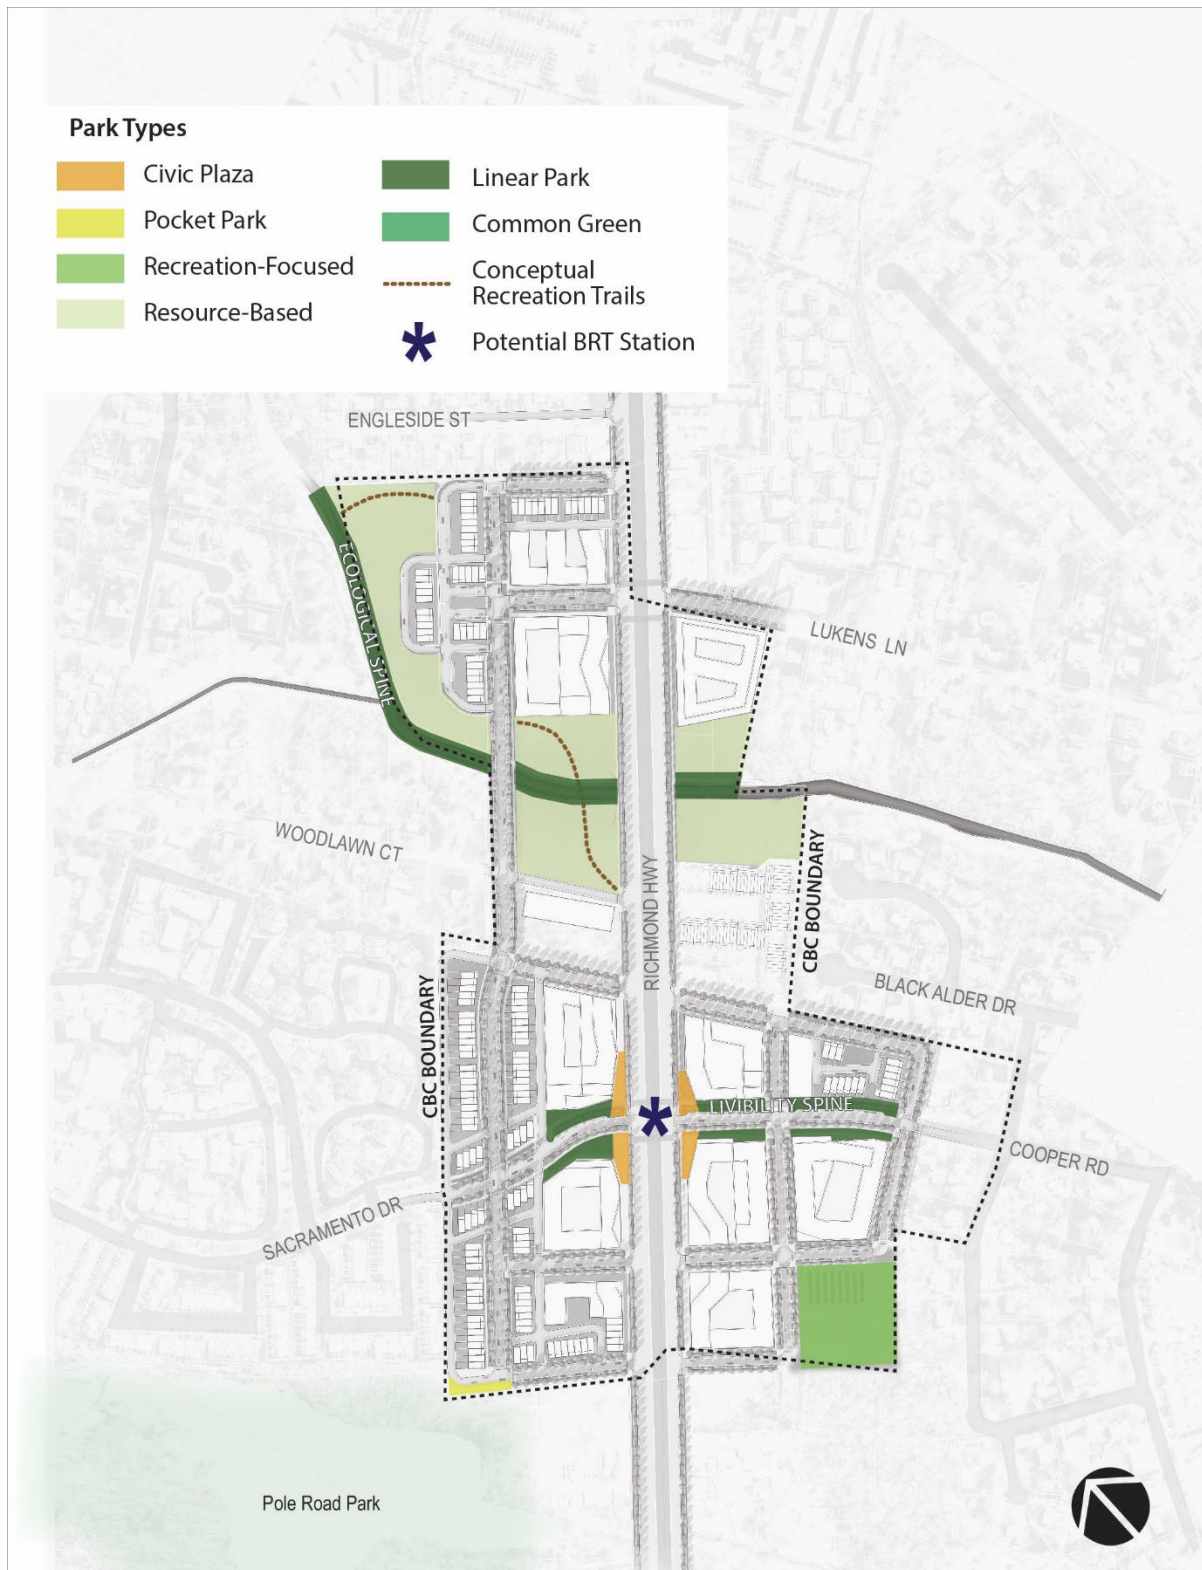 Park Types
Civic Plaza
Pocket Park
Recreation-Focused
Resource-Based
Linear Park
Common Green
Conceptual
Recreation Trails
Potential BRT Station
ENGLESIDE ST
ECOLOGICAL SPINE
LUKENS LN
WOODLAWN CT
RICHMOND HWY
CBC BOUNDARY
BLACK ALDER DR
CBC BOUNDARY
LIVIBILITY SPINE
COOPER RD
SACRAMENTO DR
Pole Road Park